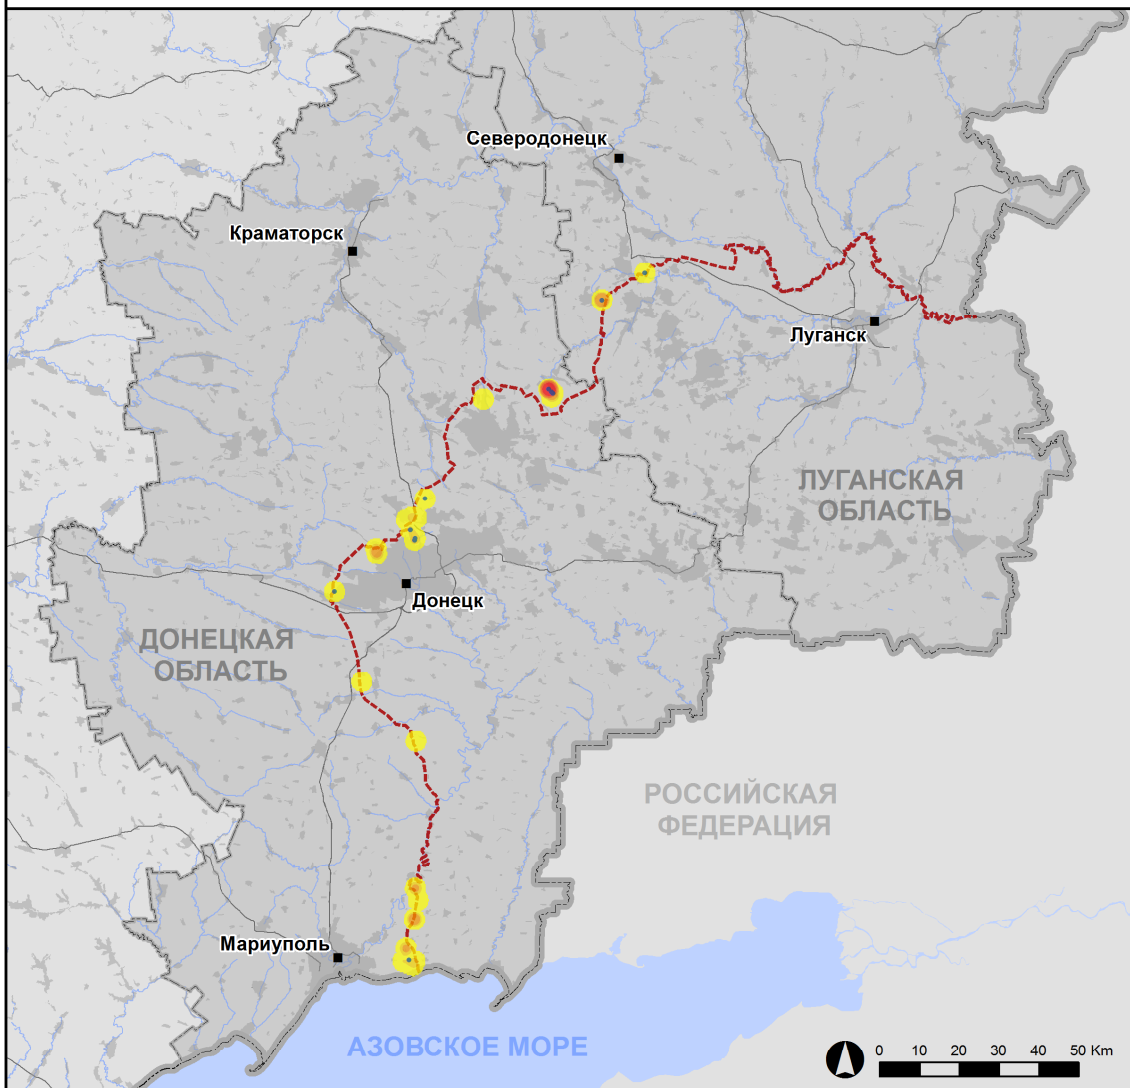 Северодонецк
Краматорск
Луганск
ЛУГАНСКАЯ
ОБЛАСТЬ
Донецк
ДОНЕЦКАЯ
ОБЛАСТЬ
РОССИЙСКАЯ
ФЕДЕРАЦИЯ
Мариуполь
АЗОВСКОЕ МОРЕ
0 10 20 30 40 50 Km